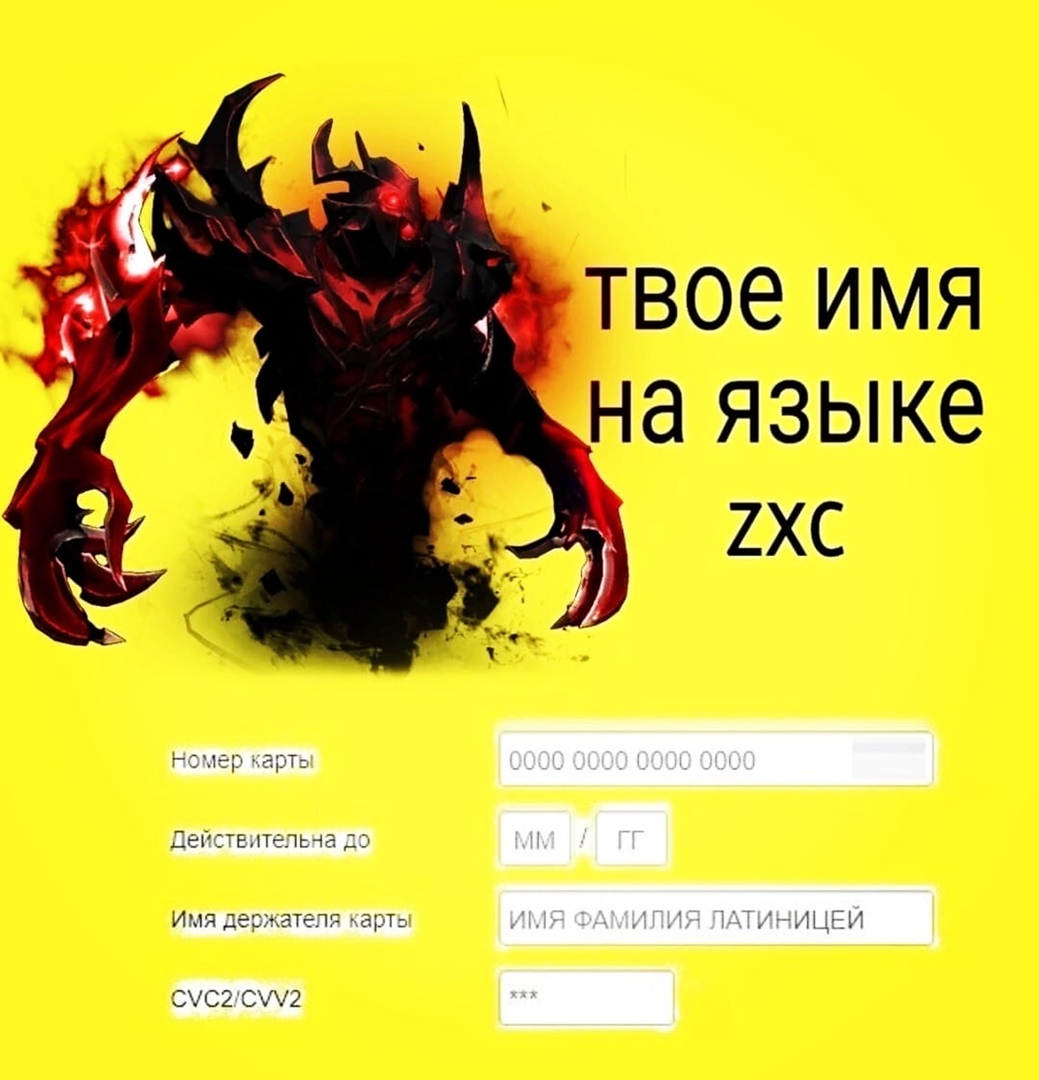 твое имя
на языке
zxc
Номер карты 0000 0000 0000 0000
Действительна до ММ / ГГ
Имя держателя карты ИМЯ ФАМИЛИЯ ЛАТИНИЦЕЙ
CVC2/CVV2 ***